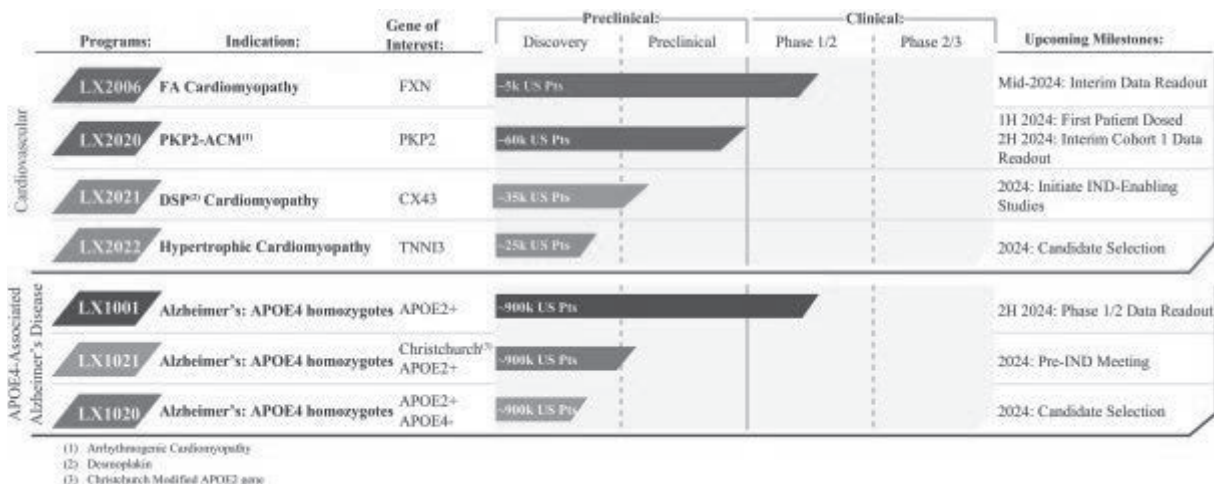 Preclinical: Clinical:
Programs: Indication: Gene of Interest: Discovery Preclinical Phase 1/2 Phase 2/3 Upcoming Milestones:
Cardiovascular
LX2006 FA Cardiomyopathy FXN ~5k US Pts Mid-2024: Interim Data Readout
LX2020 PKP2-ACM(1) PKP2 ~60k US Pts 1H 2024: First Patient Dosed
2H 2024: Interim Cohort 1 Data
Readout
LX2021 DSP(2) Cardiomyopathy CX43 ~35k US Pts 2024: Initiate IND-Enabling
Studies
LX2022 Hypertrophic Cardiomyopathy TNNI3 ~25k US Pts 2024: Candidate Selection
APOE4-Associated
Alzheimer's Disease
LX1001 Alzheimer's: APOE4 homozygotes APOE2+ ~900k US Pts 2H 2024: Phase 1/2 Data Readout
LX1021 Alzheimer's: APOE4 homozygotes Christchurch(3) APOE2+ ~900k US Pts 2024: Pre-IND Meeting
LX1020 Alzheimer's: APOE4 homozygotes APOE2+ APOE4- ~900k US Pts 2024: Candidate Selection
(1) Arrhythmogenic Cardiomyopathy
(2) Desmoplakin
(3) Christchurch Modified APOE2 gene